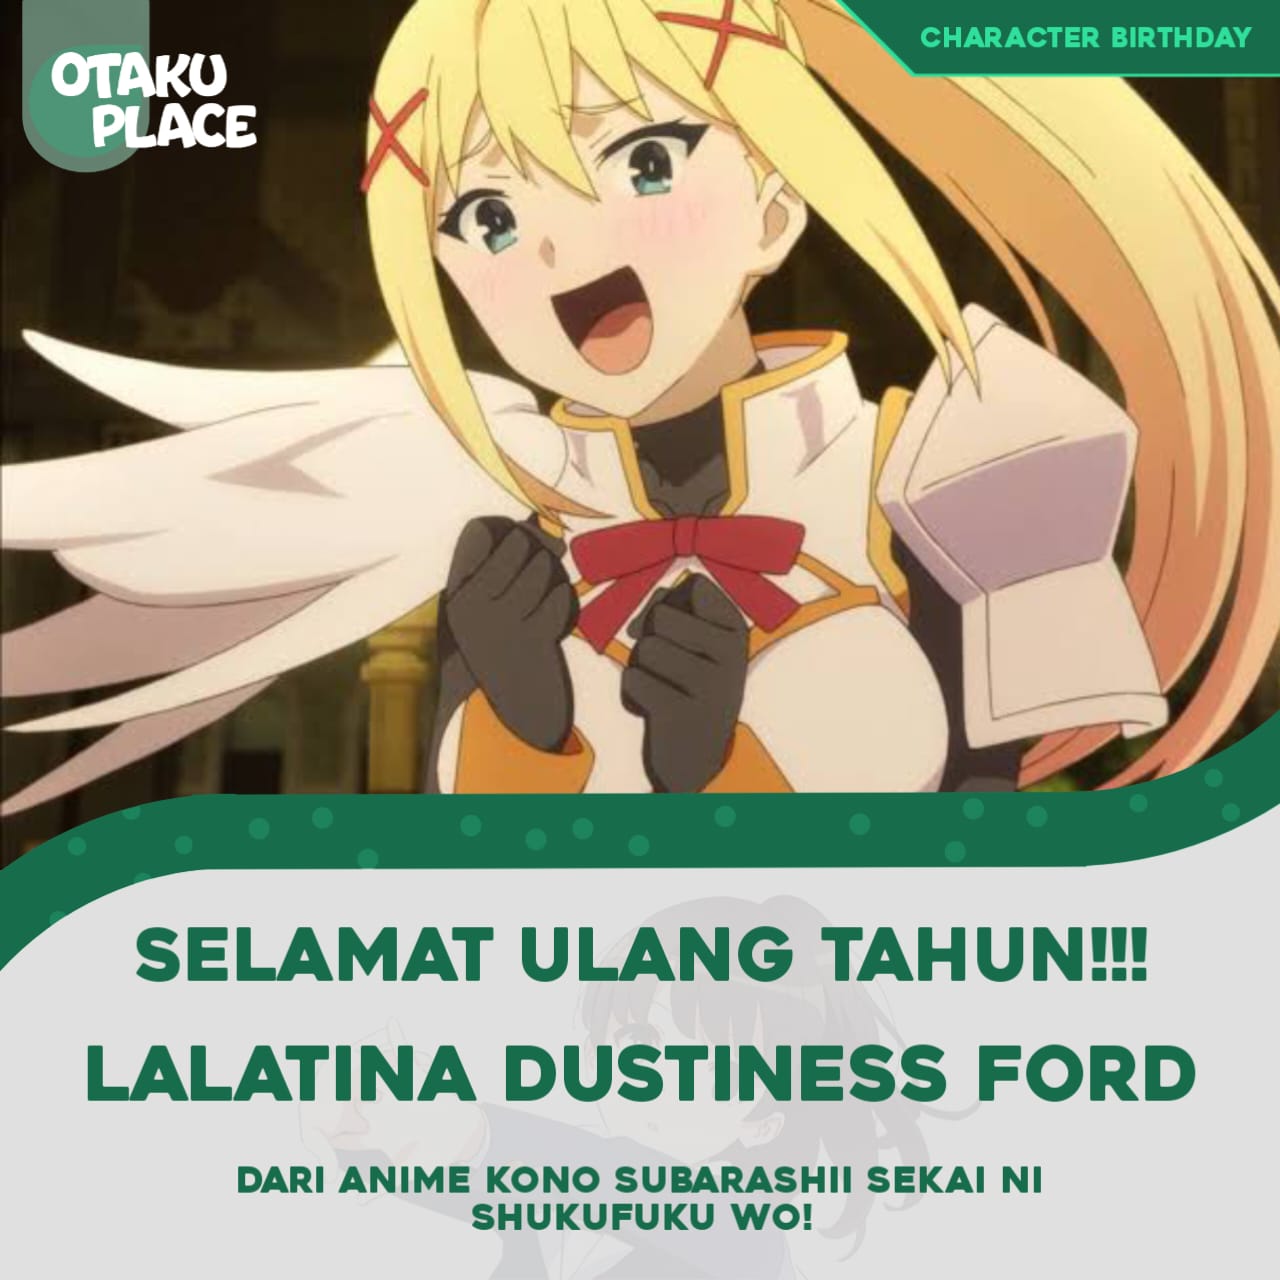 OTAKU
PLACE
CHARACTER BIRTHDAY
SELAMAT ULANG TAHUN!!!
LALATINA DUSTINESS FORD
DARI ANIME KONO SUBARASHII SEKAI NI
SHUKUFUKU WO!